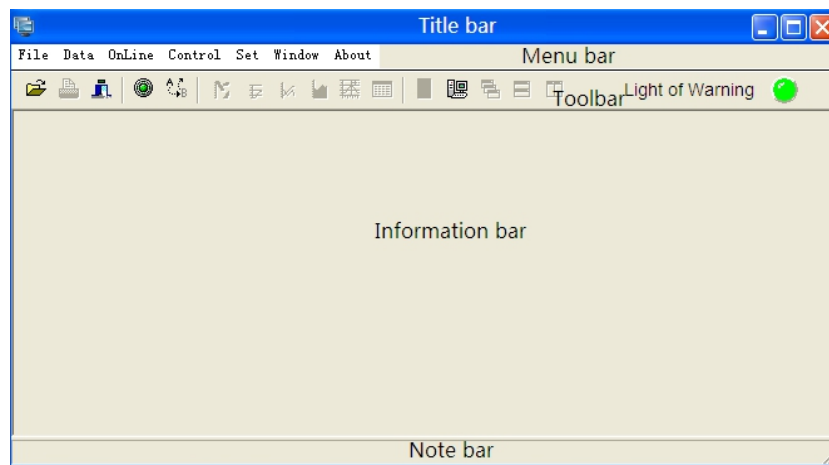 Title bar
File Data OnLine Control Set Window About Menu bar
Toolbar Light of Warning
Information bar
Note bar